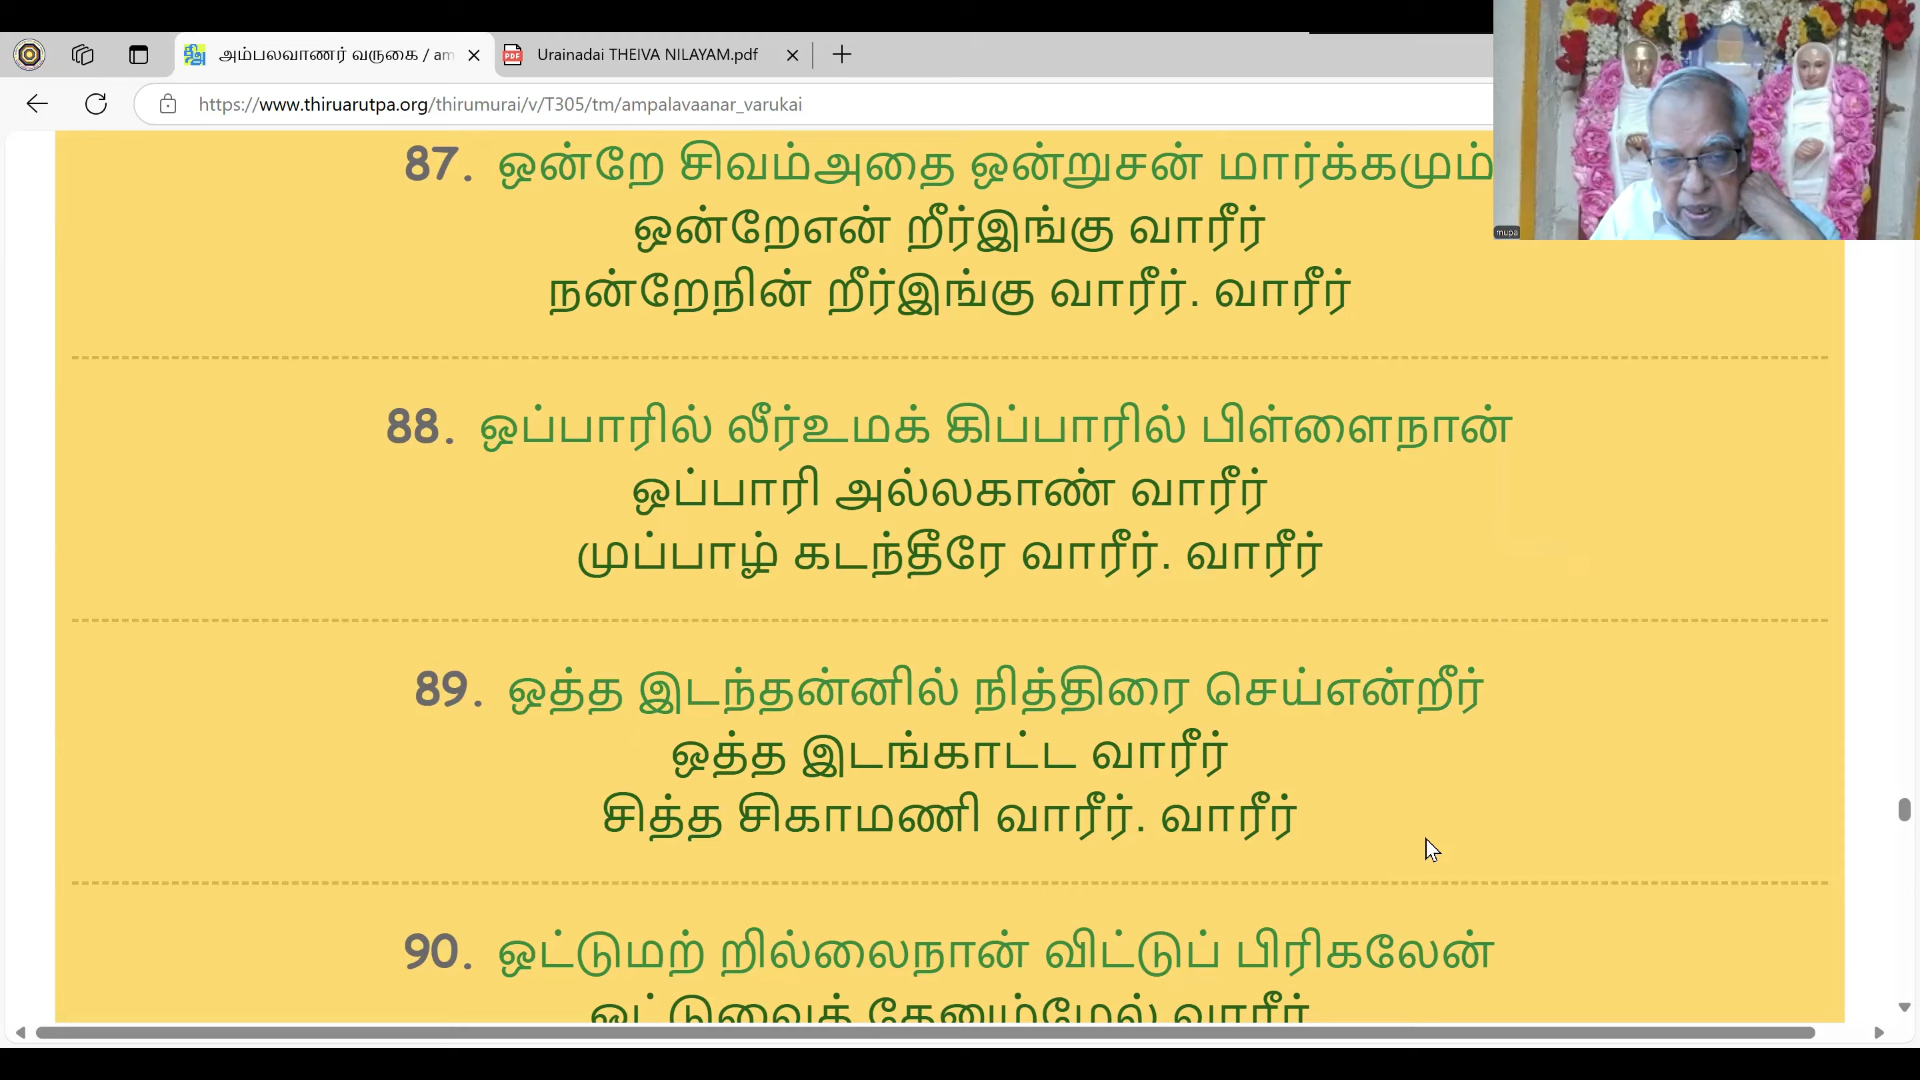 அம்பலவாணர் வருகை / am
Urainadai THEIVA NILAYAM.pdf
https://www.thiruarutpa.org/thirumurai/v/T305/tm/ampalavaanar_varukai
mupa
87. ஒன்றே சிவம்அதை ஒன்றுசன் மார்க்கமும்
ஒன்றேஎன் றீர்இங்கு வாரீர்
நன்றேநின் றீர்இங்கு வாரீர். வாரீர்
88. ஒப்பாரில் லீர்உமக் கிப்பாரில் பிள்ளைநான்
ஒப்பாரி அல்லகாண் வாரீர்
முப்பாழ் கடந்தீரே வாரீர். வாரீர்
89. ஒத்த இடந்தன்னில் நித்திரை செய்என்றீர்
ஒத்த இடங்காட்ட வாரீர்
சித்த சிகாமணி வாரீர். வாரீர்
90. ஒட்டுமற் றில்லைநான் விட்டுப் பிரிகலேன்
ஒட்டுவைக் கேனும்மேல் வாரீர்